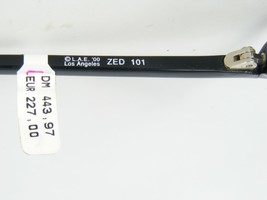 © L.A.E. '00
Los Angeles ZED 101
DM 443,97
EUR 227,00